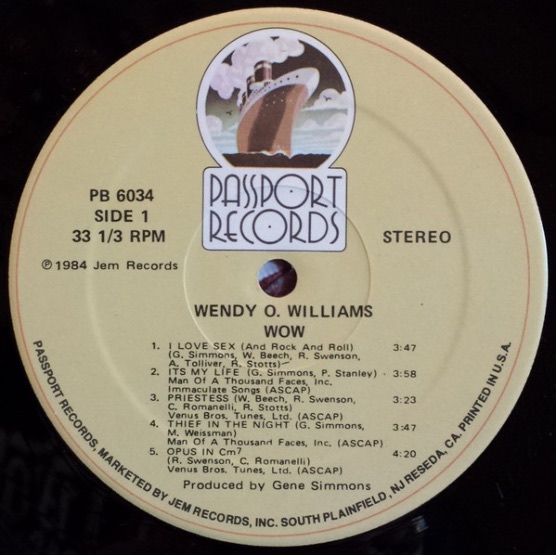 PASSPORT
RECORDS
PB 6034
SIDE 1
33 1/3 RPM
STEREO
℗ 1984 Jem Records
WENDY O. WILLIAMS
WOW
1. I LOVE SEX (And Rock And Roll) 3:47
(G. Simmons, W. Beech, R. Swenson,
A. Tolliver, R. Stotts)
2. ITS MY LIFE (G. Simmons, P. Stanley) - 3:58
Man Of A Thousand Faces, Inc.
Immaculate Songs (ASCAP)
3. PRIESTESS (W. Beech, R. Swenson, 3:23
C. Romanelli, R. Stotts)
Venus Bros. Tunes, Ltd. (ASCAP)
4. THIEF IN THE NIGHT (G. Simmons, 3:47
M. Weissman)
Man Of A Thousand Faces, Inc. (ASCAP)
5. OPUS IN Cm7 4:20
(R. Swenson, C. Romanelli)
Venus Bros. Tunes, Ltd. (ASCAP)
Produced by Gene Simmons
PASSPORT RECORDS, MARKETED BY JEM RECORDS, INC. SOUTH PLAINFIELD, NJ RESEDA, CA. PRINTED IN U.S.A.